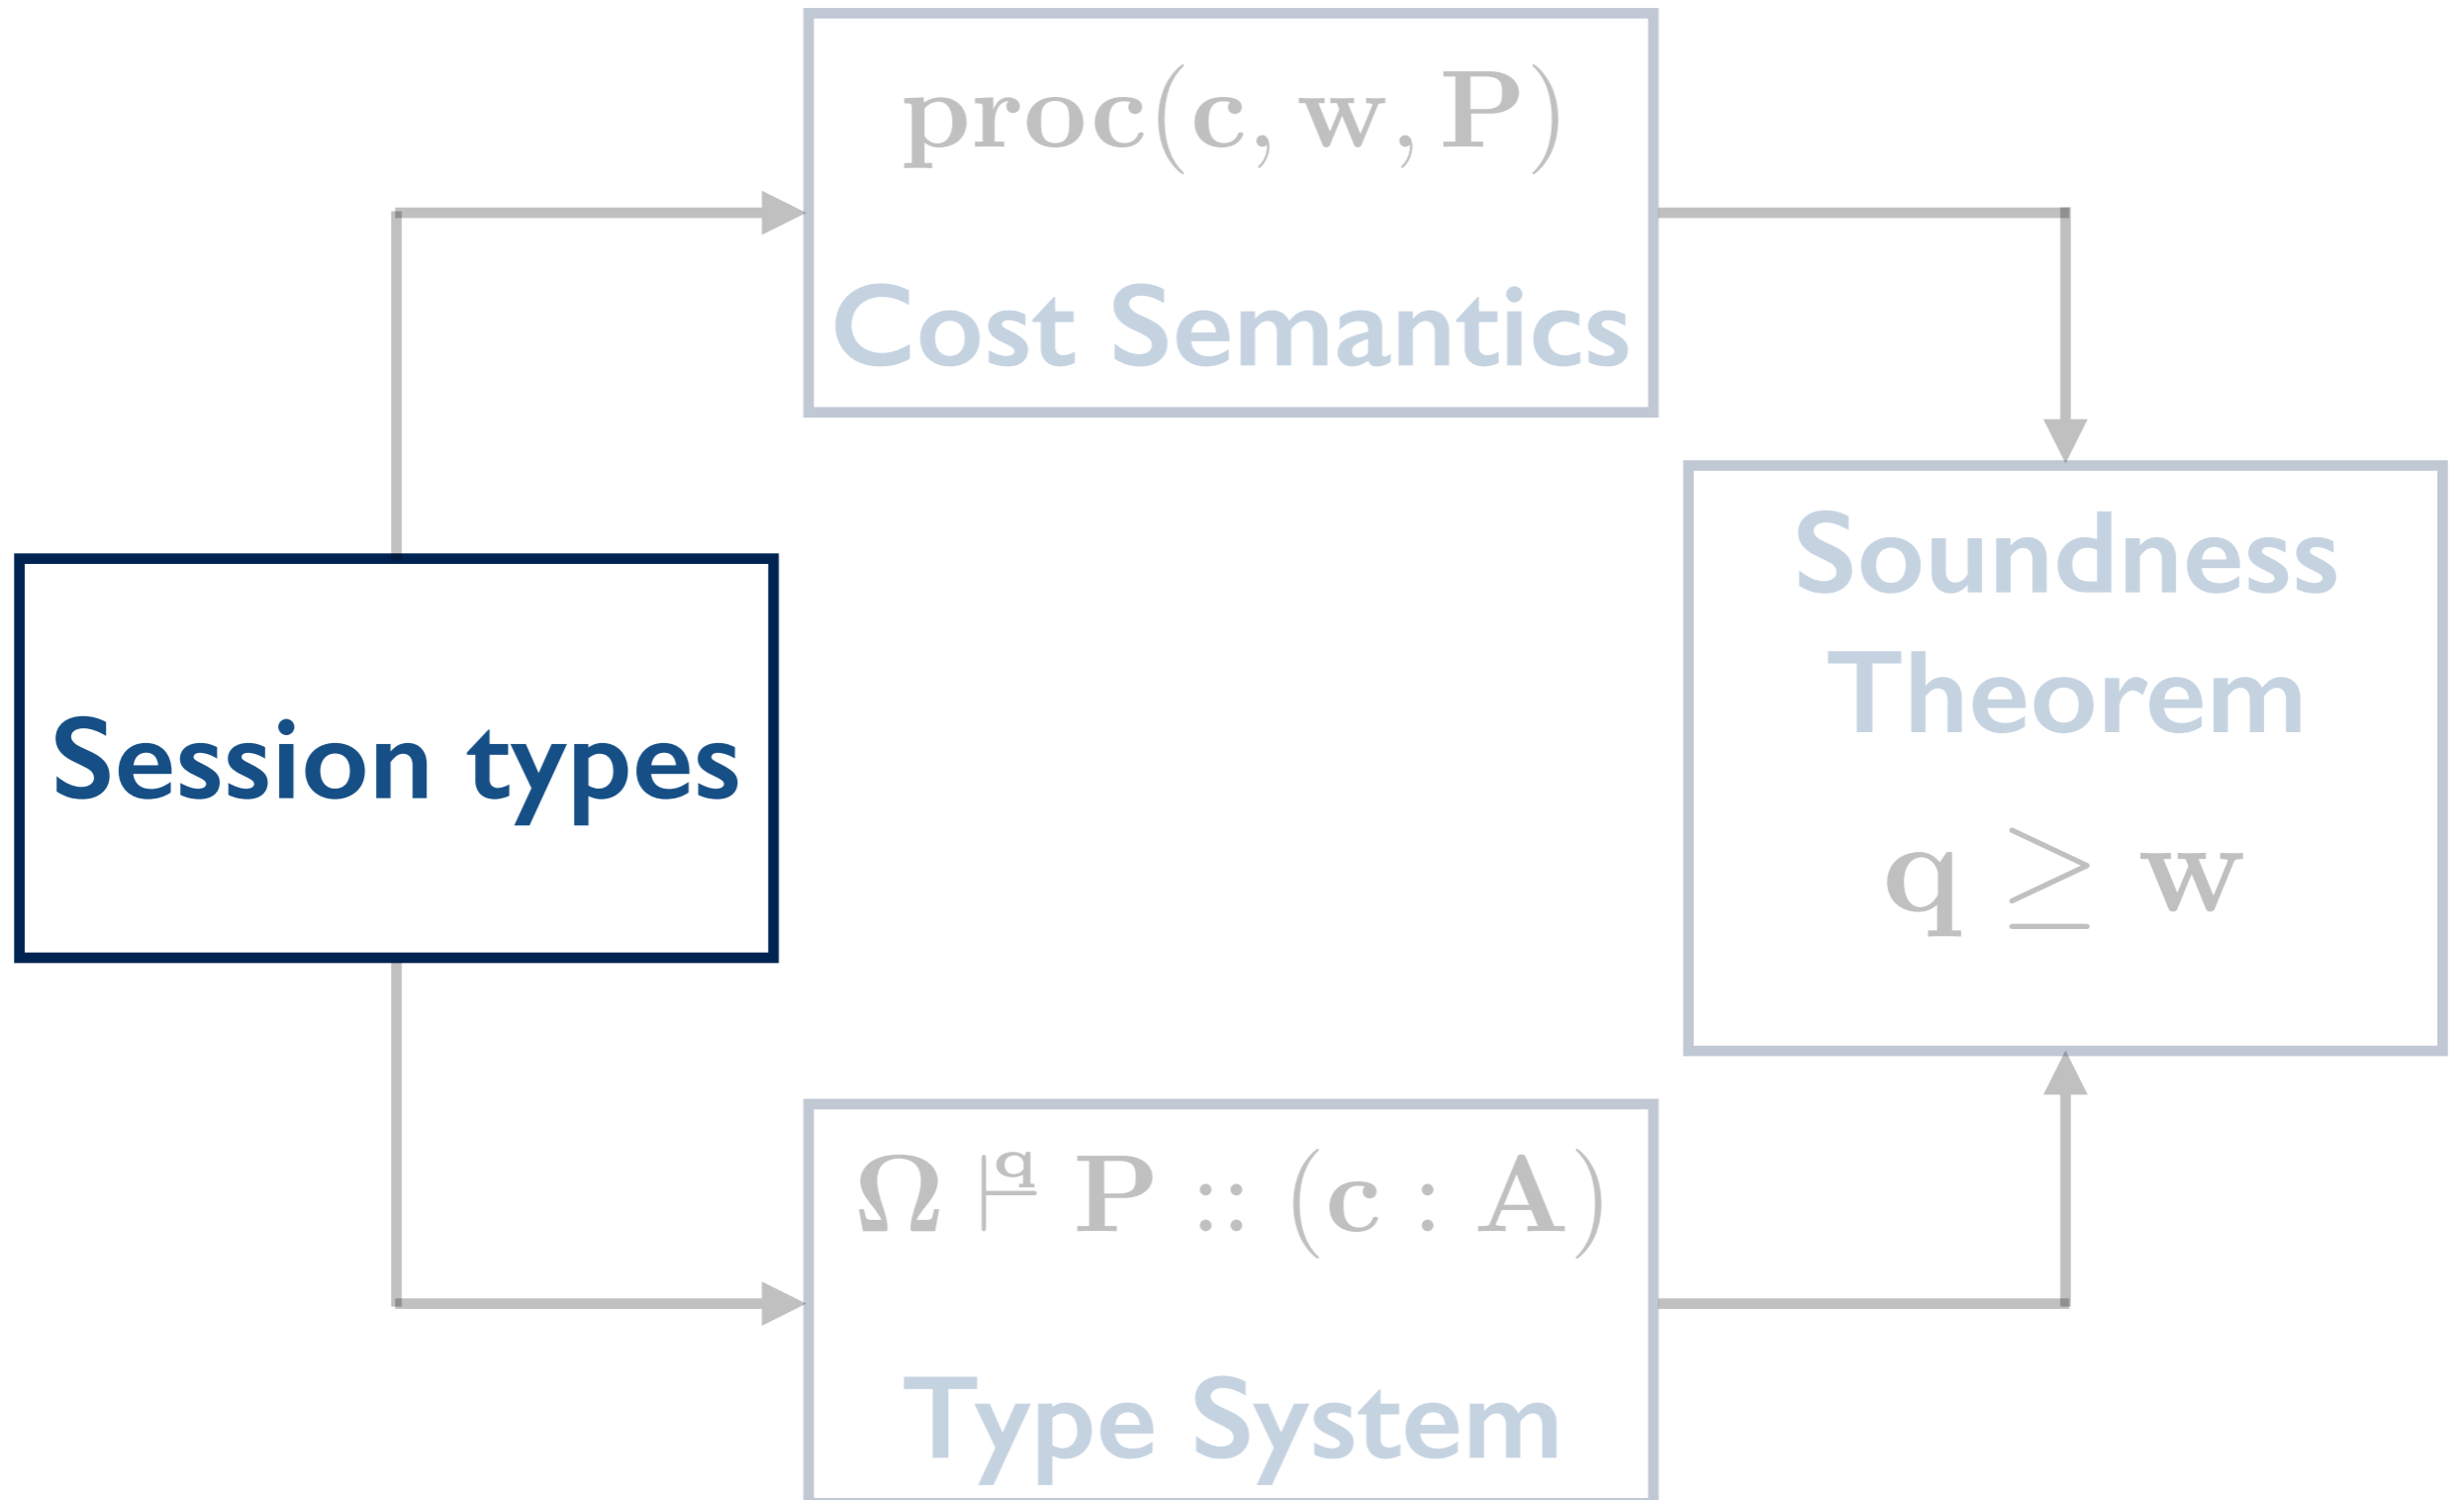 proc(c, w, P)
Cost Semantics
Session types
Soundness
Theorem
q ≥ w
Ω ⊢^q P :: (c : A)
Type System